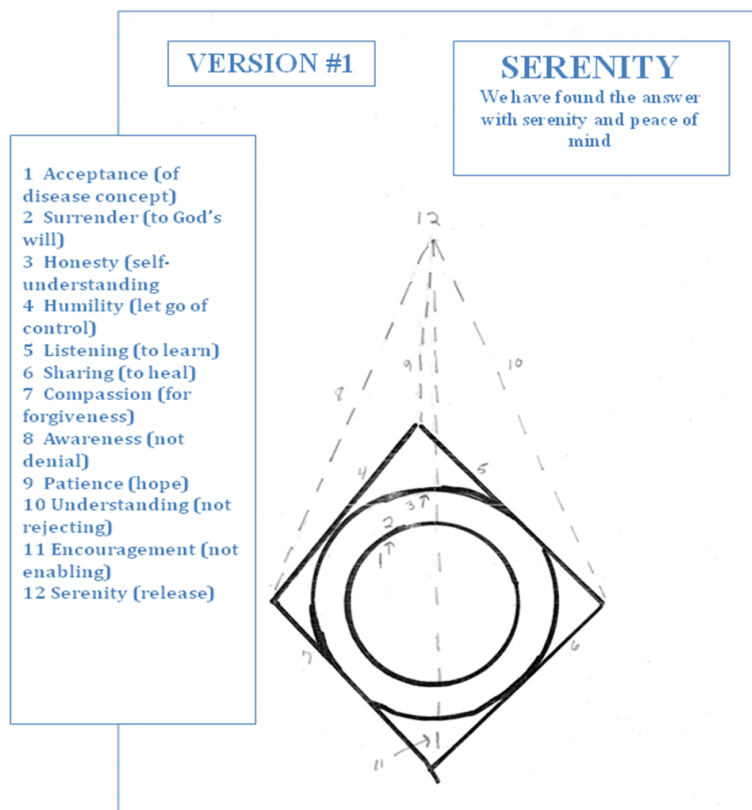 VERSION #1
SERENITY
We have found the answer
with serenity and peace of
mind
1 Acceptance (of
disease concept)
2 Surrender (to God's
will)
3 Honesty (self-
understanding
4 Humility (let go of
control)
5 Listening (to learn)
6 Sharing (to heal)
7 Compassion (for
forgiveness)
8 Awareness (not
denial)
9 Patience (hope)
10 Understanding (not
rejecting)
11 Encouragement (not
enabling)
12 Serenity (release)
12
9
10
8
4
5
3
2
1
7
6
11